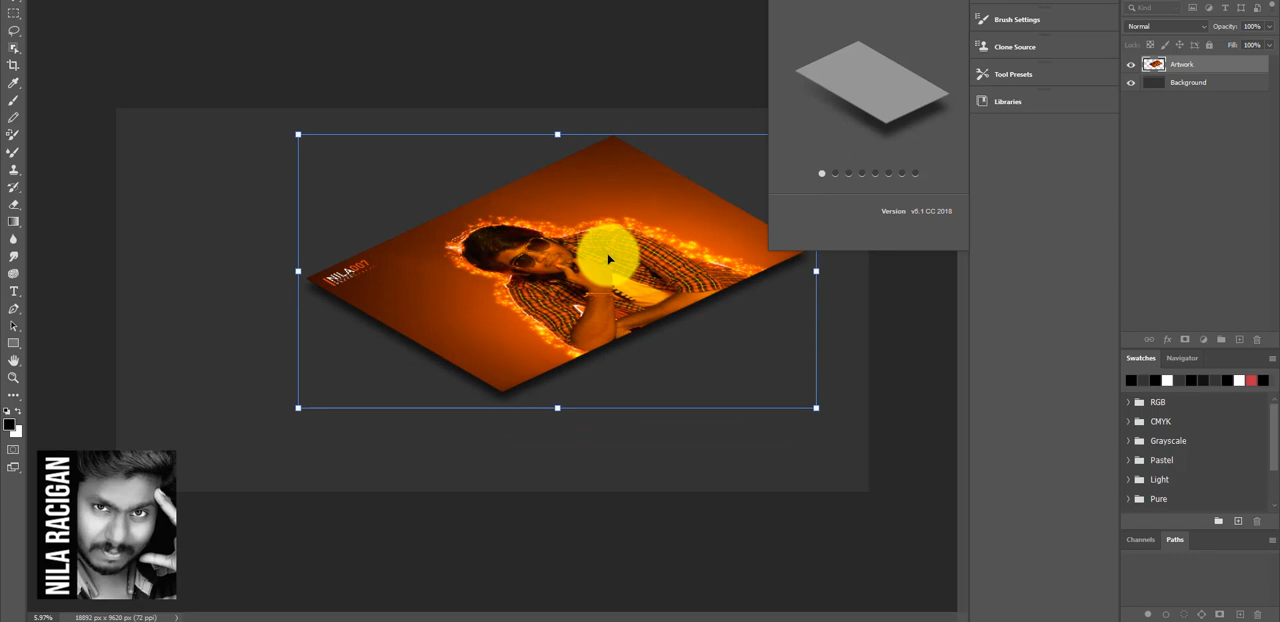 Kind
Brush Settings
Normal
Opacity: 100%
Clone Source
Lock:
Fill: 100%
Artwork
Tool Presets
Background
Libraries
Version v5.1 CC 2018
NILA007
Swatches
Navigator
RGB
CMYK
Grayscale
Pastel
Light
Pure
Channels
Paths
NILA RACIGAN
5.97%
18892 px x 9620 px (72 ppi)